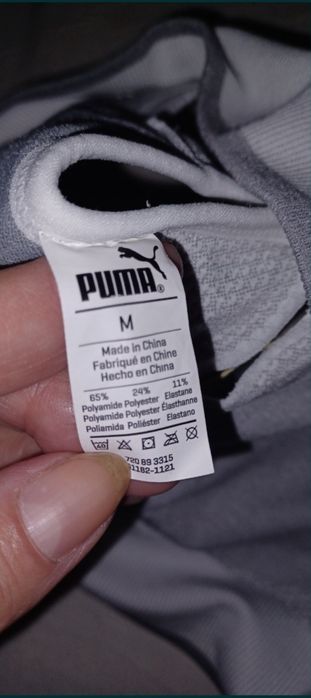 PUMA®
M
Made in China
Fabriqué en Chine
Hecho en China
65% 24% 11%
Polyamide Polyester Elastane
Polyamide Polyester Élasthanne
Poliamida Poliéster Elastano
40
720 89 3315
1182-1121